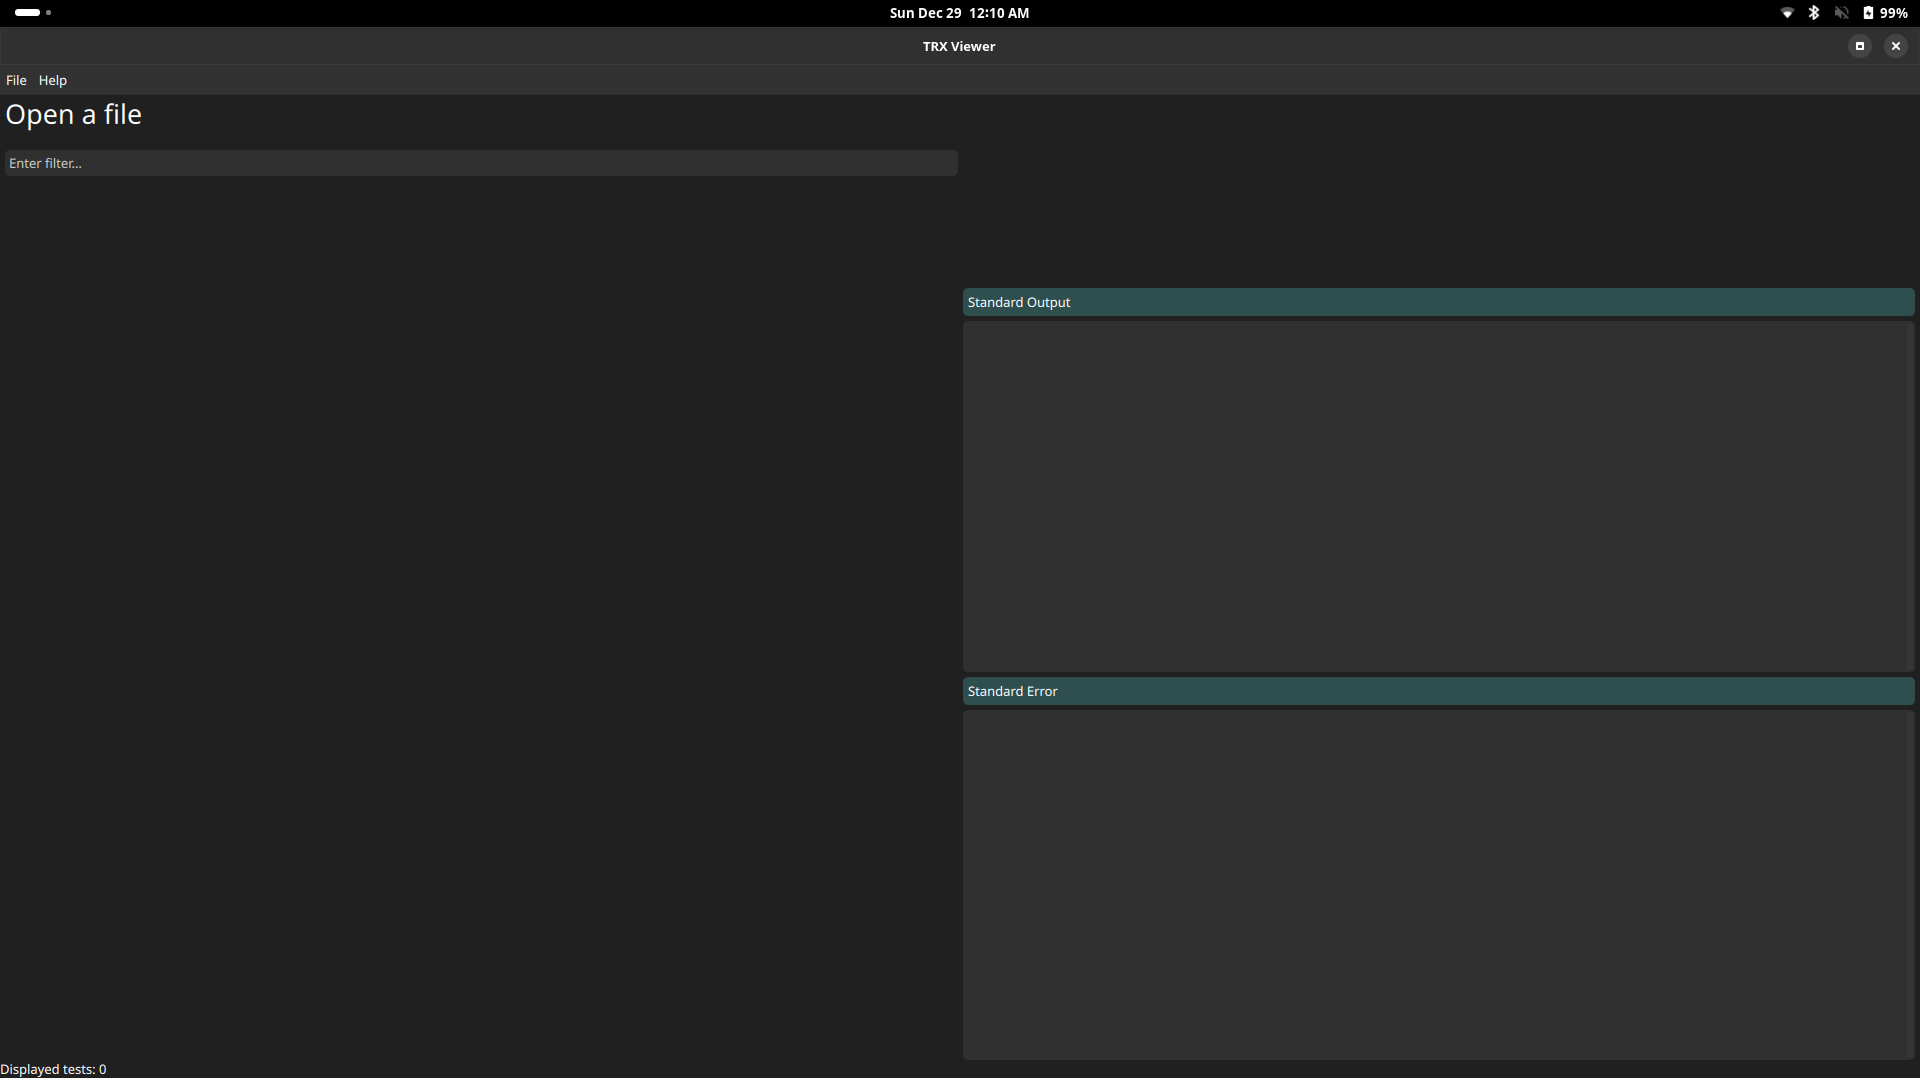 Sun Dec 29 12:10 AM
99%
TRX Viewer
File Help
Open a file
Enter filter...
Standard Output
Standard Error
Displayed tests: 0